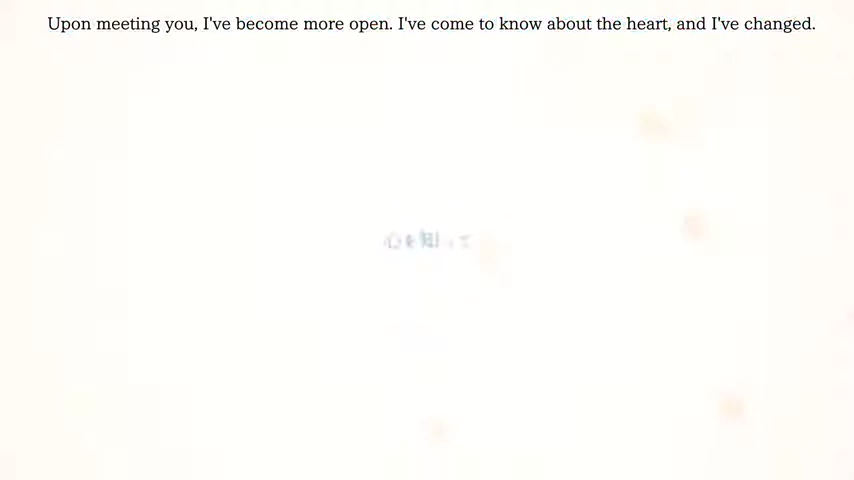 Upon meeting you, I've become more open. I've come to know about the heart, and I've changed.
心を知って